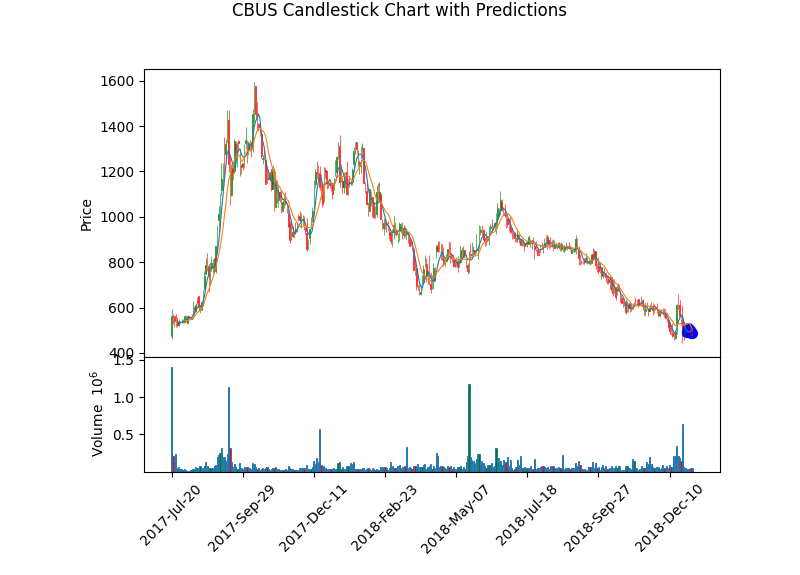 CBUS Candlestick Chart with Predictions
1600
1400
1200
1000
800
600
400
Price
1.5
1.0
0.5
Volume 10^6
2017-Jul-20
2017-Sep-29
2017-Dec-11
2018-Feb-23
2018-May-07
2018-Jul-18
2018-Sep-27
2018-Dec-10